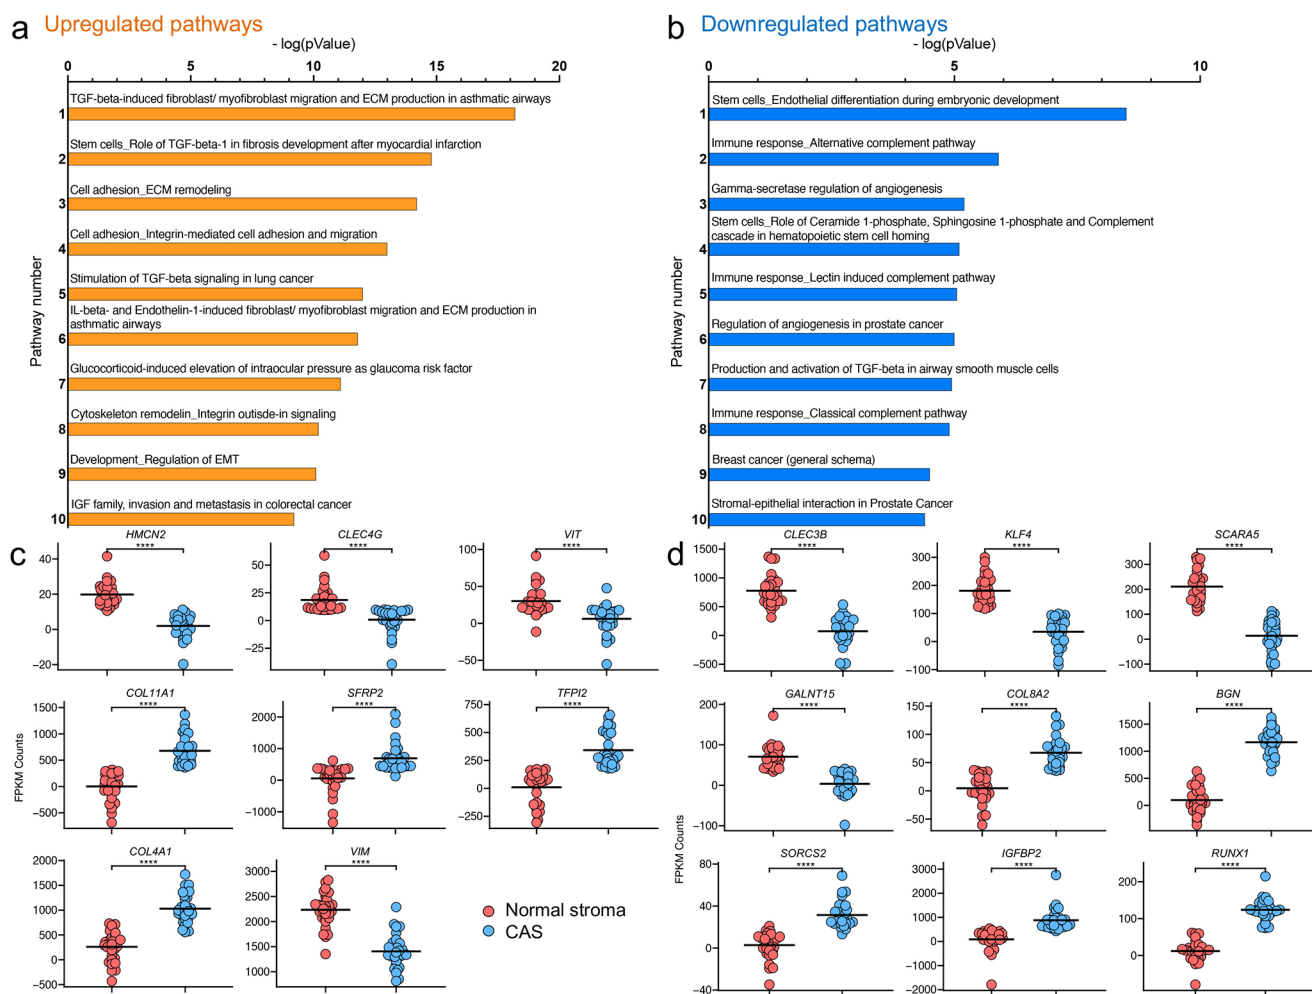 a Upregulated pathways
- log(pValue)
0 5 10 15 20
Pathway number
TGF-beta-induced fibroblast/ myofibroblast migration and ECM production in asthmatic airways
1
Stem cells_Role of TGF-beta-1 in fibrosis development after myocardial infarction
2
Cell adhesion_ECM remodeling
3
Cell adhesion_Integrin-mediated cell adhesion and migration
4
Stimulation of TGF-beta signaling in lung cancer
5
IL-beta- and Endothelin-1-induced fibroblast/ myofibroblast migration and ECM production in
asthmatic airways
6
Glucocorticoid-induced elevation of intraocular pressure as glaucoma risk factor
7
Cytoskeleton remodelin_Integrin outisde-in signaling
8
Development_Regulation of EMT
9
IGF family, invasion and metastasis in colorectal cancer
10
b Downregulated pathways
- log(pValue)
0 5 10
Pathway number
Stem cells_Endothelial differentiation during embryonic development
1
Immune response_Alternative complement pathway
2
Gamma-secretase regulation of angiogenesis
3
Stem cells_Role of Ceramide 1-phosphate, Sphingosine 1-phosphate and Complement
cascade in hematopoietic stem cell homing
4
Immune response_Lectin induced complement pathway
5
Regulation of angiogenesis in prostate cancer
6
Production and activation of TGF-beta in airway smooth muscle cells
7
Immune response_Classical complement pathway
8
Breast cancer (general schema)
9
Stromal-epithelial interaction in Prostate Cancer
10
c
FPKM Counts
HMCN2
****
40
20
0
-20
CLEC4G
****
50
25
0
-25
VIT
****
100
50
0
-50
COL11A1
****
1500
1000
500
0
-500
SFRP2
****
2000
1000
0
-1000
TFPI2
****
750
500
250
0
-250
COL4A1
****
2000
1500
1000
500
0
-500
VIM
****
3000
2500
2000
1500
1000
Normal stroma
CAS
d
FPKM Counts
CLEC3B
****
1500
1000
500
0
-500
KLF4
****
300
200
100
0
-100
SCARA5
****
300
200
100
0
-100
GALNT15
****
200
100
0
-100
COL8A2
****
150
100
50
0
-50
BGN
****
1500
1000
500
0
SORCS2
****
80
40
0
-40
IGFBP2
****
3000
2000
1000
0
-1000
-2000
RUNX1
****
200
100
0